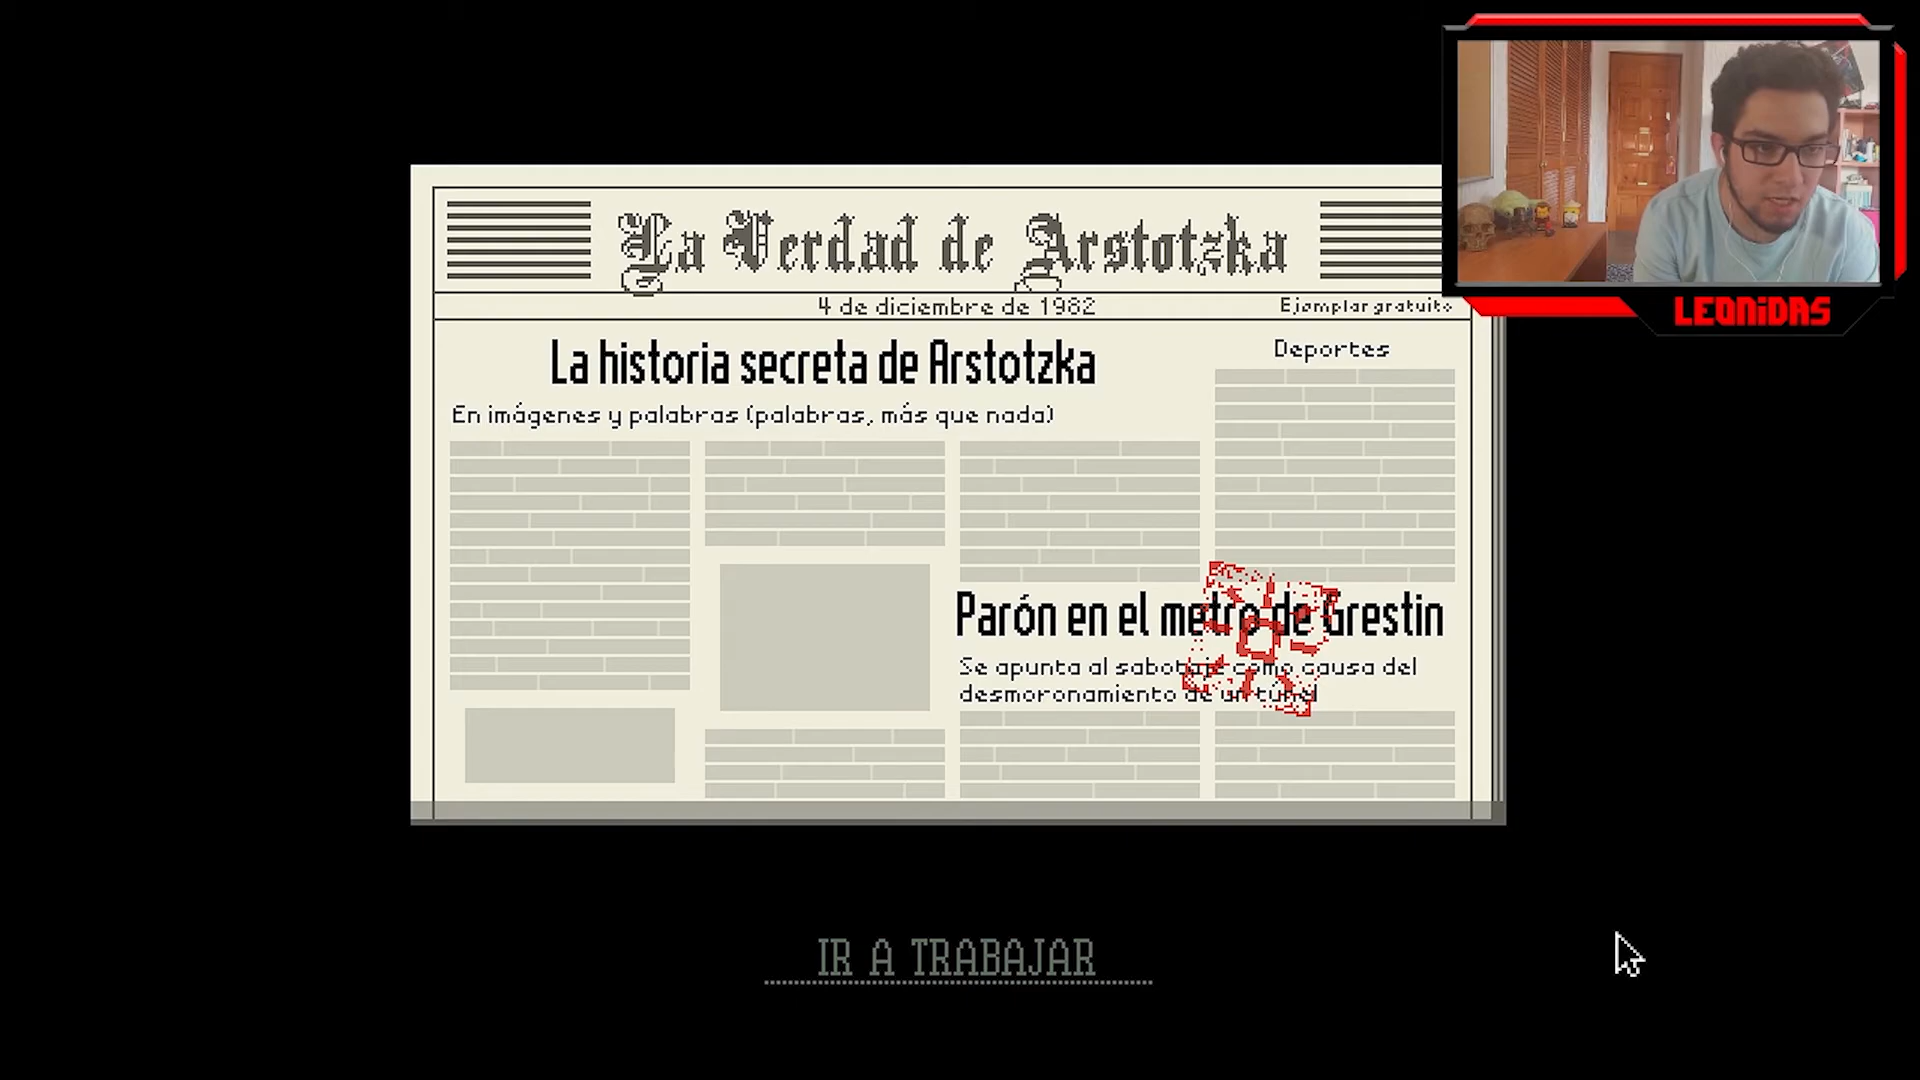 La Verdad de Arstotzka
4 de diciembre de 1982
Ejemplar gratuito
La historia secreta de Arstotzka
En imágenes y palabras (palabras, más que nada)
Deportes
Parón en el metro de Grestin
Se apunta al sabotaje como causa del
desmoronamiento de un túnel
IR A TRABAJAR
LEONiDAS